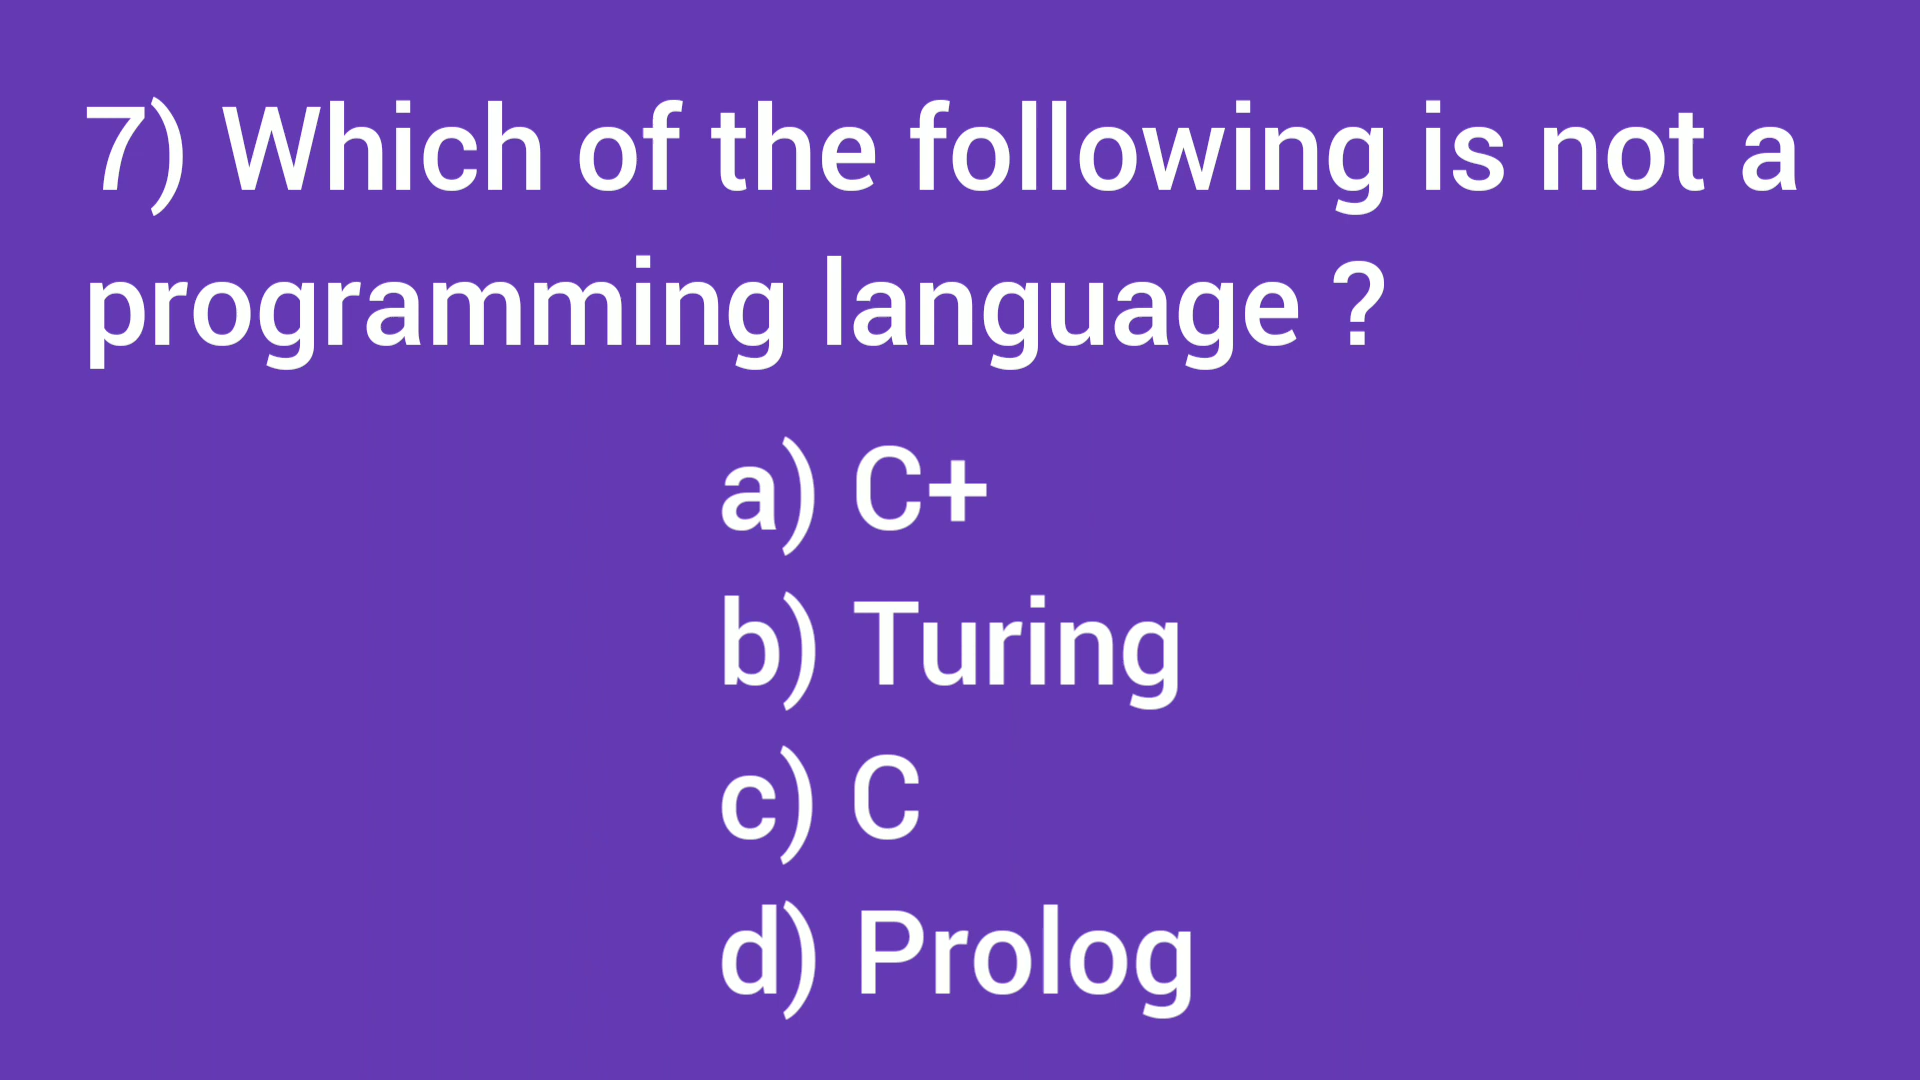 7) Which of the following is not a
programming language ?
a) C+
b) Turing
c) C
d) Prolog